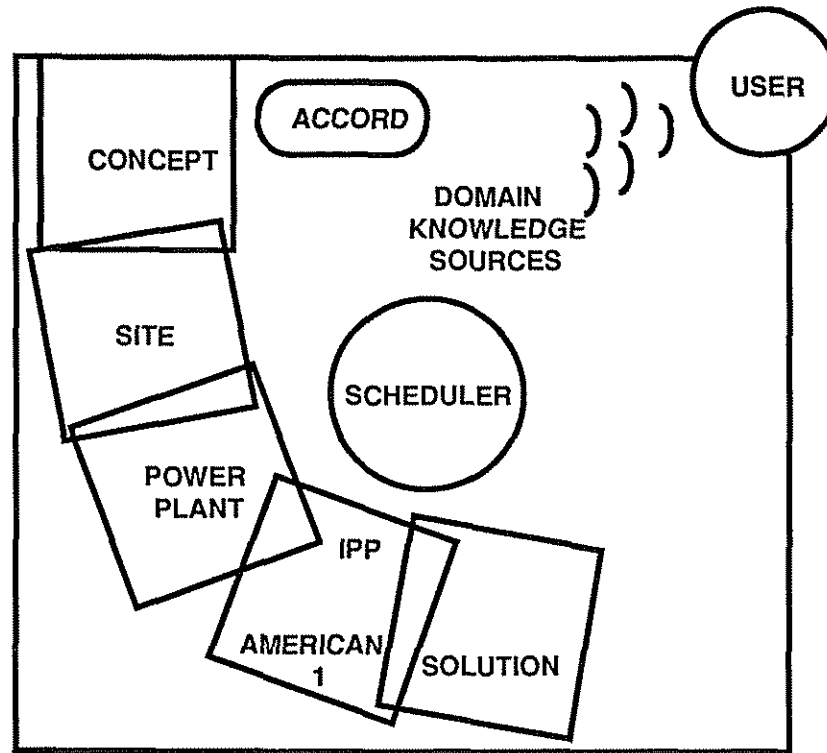 USER
ACCORD
CONCEPT
DOMAIN
KNOWLEDGE
SOURCES
SITE
SCHEDULER
POWER
PLANT
IPP
AMERICAN
1
SOLUTION